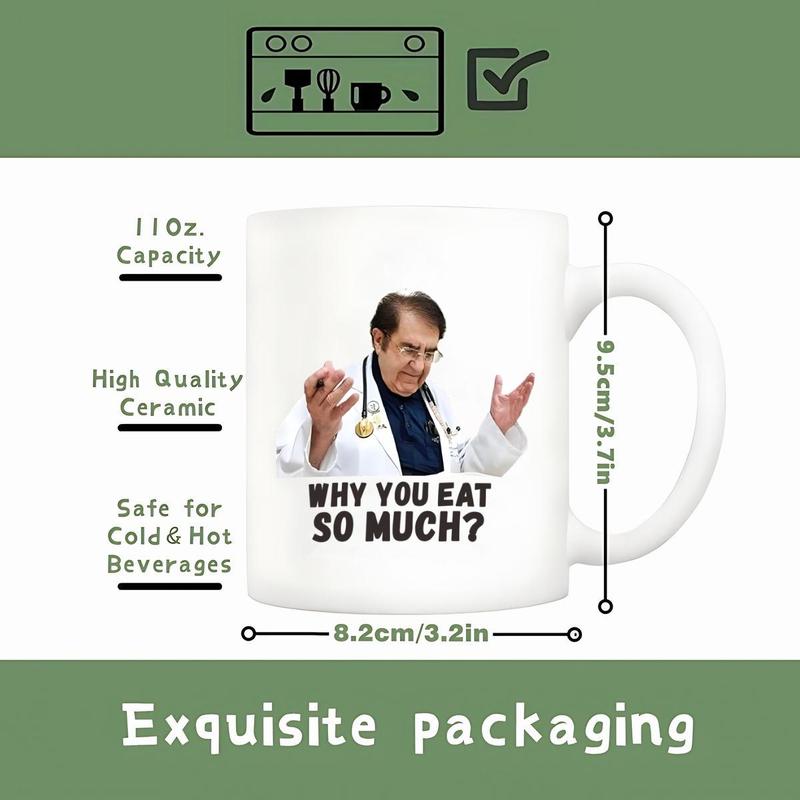 11Oz.
Capacity
High Quality
Ceramic
Safe for
Cold & Hot
Beverages
WHY YOU EAT
SO MUCH?
9.5cm/3.7in
8.2cm/3.2in
Exquisite packaging